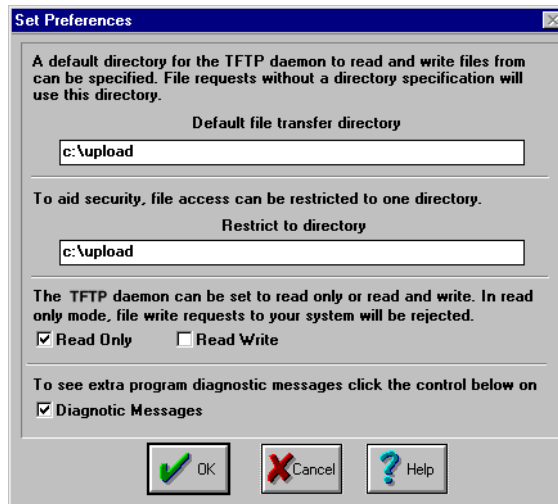 Set Preferences
A default directory for the TFTP daemon to read and write files from
can be specified. File requests without a directory specification will
use this directory.
Default file transfer directory
c:\upload
To aid security, file access can be restricted to one directory.
Restrict to directory
c:\upload
The TFTP daemon can be set to read only or read and write. In read
only mode, file write requests to your system will be rejected.
Read Only Read Write
To see extra program diagnostic messages click the control below on
Diagnotic Messages
OK Cancel Help